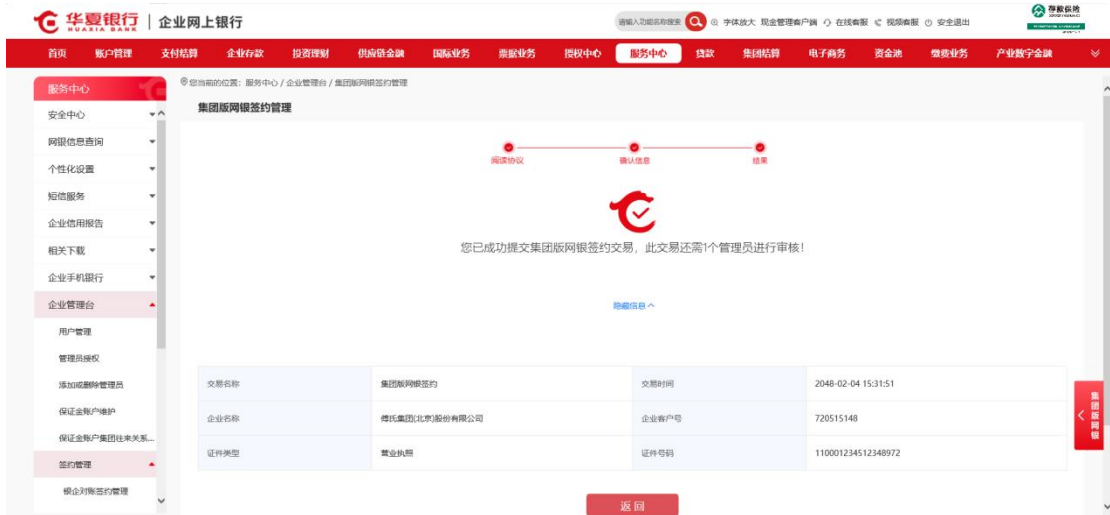 华夏银行 企业网上银行
HUAXIA BANK
请输入功能名称搜索 字体放大 现金管理客户端 在线客服 视频客服 安全退出
存款保险
首页 账户管理 支付结算 企业存款 投资理财 供应链金融 国际业务 票据业务 授权中心 服务中心 贷款 集团结算 电子商务 资金池 缴费业务 产业数字金融
服务中心
您当前的位置：服务中心 / 企业管理台 / 集团版网银签约管理
集团版网银签约管理
安全中心
网银信息查询
个性化设置
短信服务
企业信用报告
相关下载
企业手机银行
企业管理台
用户管理
管理员授权
添加或删除管理员
保证金账户维护
保证金账户集团往来关系...
签约管理
银企对账签约管理
阅读协议 确认信息 结果
您已成功提交集团版网银签约交易，此交易还需1个管理员进行审核！
隐藏信息
交易名称 集团版网银签约 交易时间 2048-02-04 15:31:51
企业名称 傅氏集团(北京)股份有限公司 企业客户号 720515148
证件类型 营业执照 证件号码 110001234512348972
返回
集团版网银